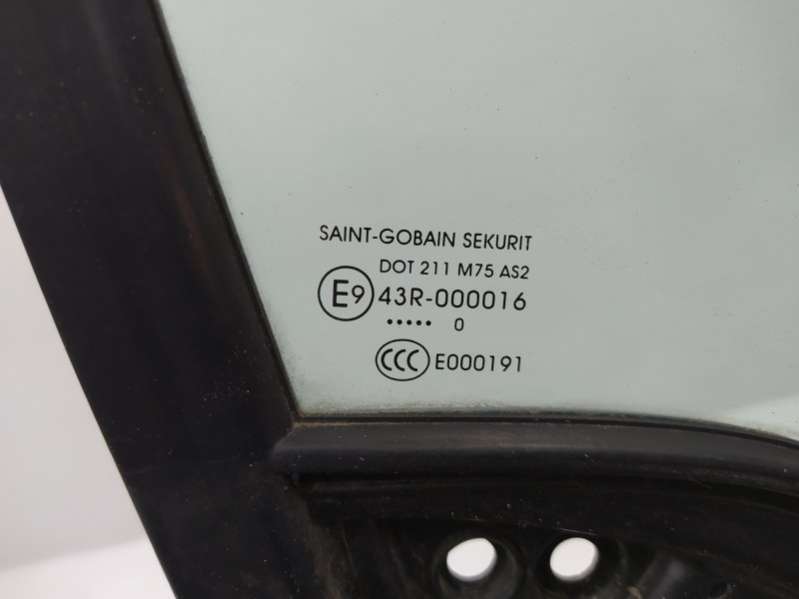 SAINT-GOBAIN SEKURIT
DOT 211 M75 AS2
E9 43R-000016
..... 0
CCC E000191